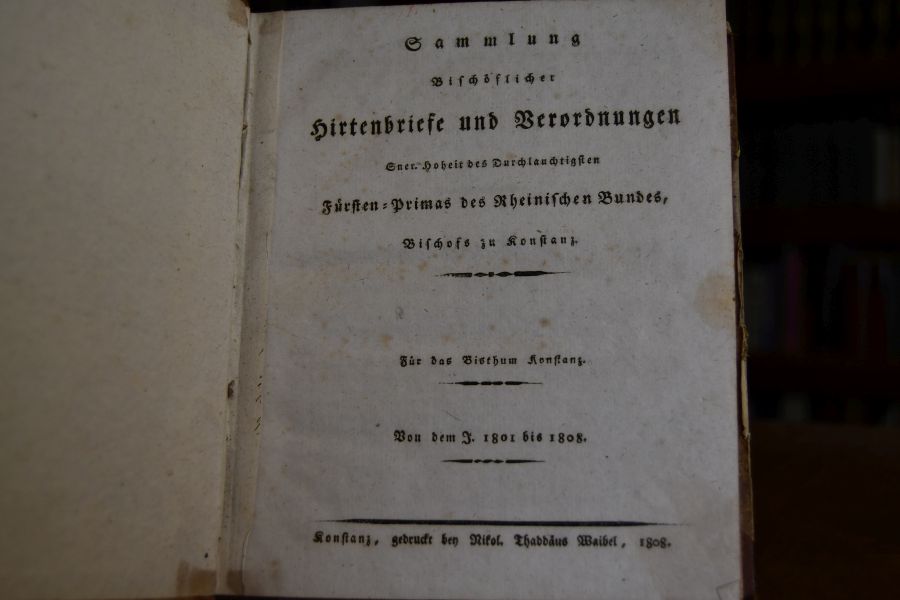 Sammlung
Bischöflicher
Hirtenbriefe und Verordnungen
Sner. Hoheit des Durchlauchtigsten
Fürsten-Primas des Rheinischen Bundes,
Bischofs zu Konstanz.
Für das Bisthum Konstanz.
Von dem J. 1801 bis 1808.
Konstanz, gedruckt bey Nikol. Thaddäus Waibel, 1808.